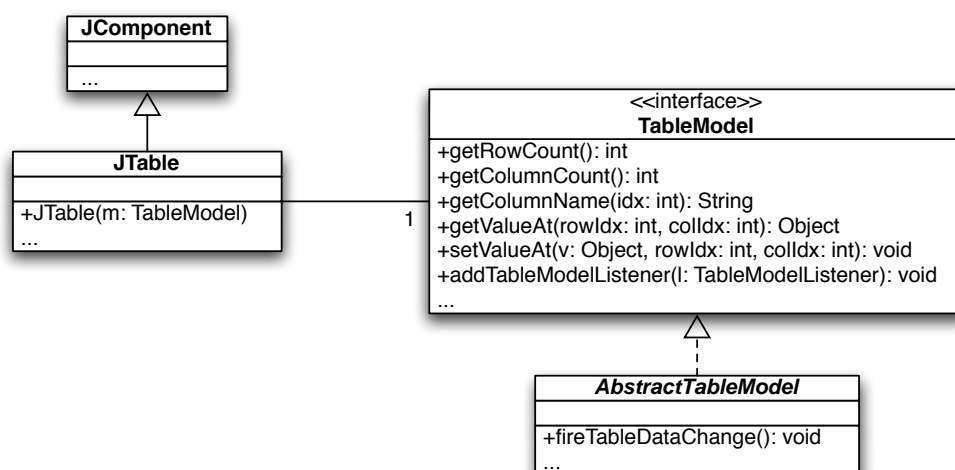 JComponent
...
JTable
+JTable(m: TableModel)
...
1
<<interface>>
TableModel
+getRowCount(): int
+getColumnCount(): int
+getColumnName(idx: int): String
+getValueAt(rowIdx: int, colIdx: int): Object
+setValueAt(v: Object, rowIdx: int, colIdx: int): void
+addTableModelListener(l: TableModelListener): void
...
AbstractTableModel
+fireTableDataChange(): void
...